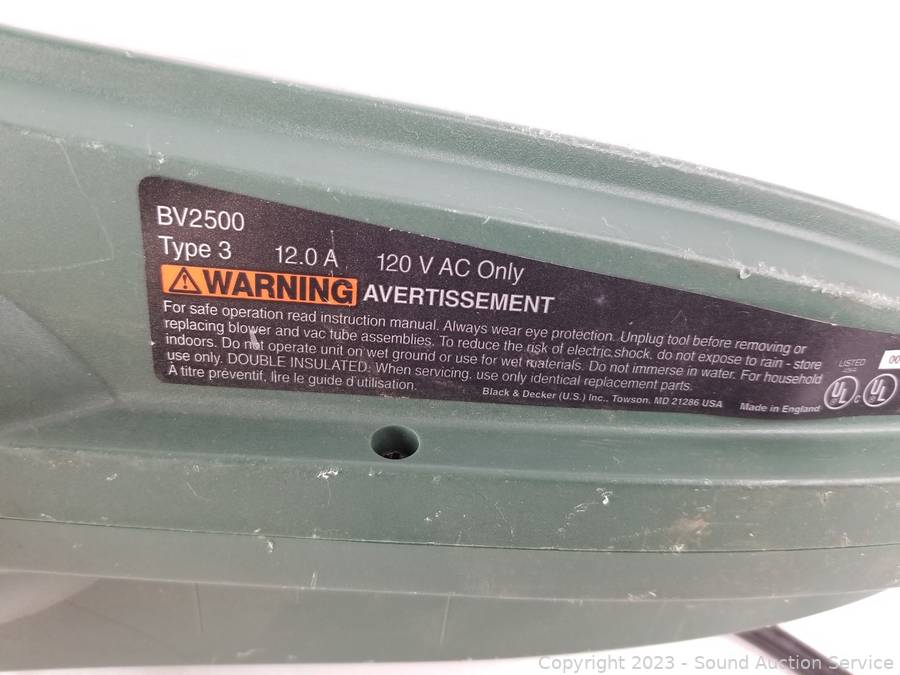 BV2500
Type 3 12.0 A 120 V AC Only
WARNING AVERTISSEMENT
For safe operation read instruction manual. Always wear eye protection. Unplug tool before removing or
replacing blower and vac tube assemblies. To reduce the risk of electric shock, do not expose to rain - store
indoors. Do not operate unit on wet ground or use for wet materials. Do not immerse in water. For household
use only. DOUBLE INSULATED: When servicing, use only identical replacement parts.
À titre préventif, lire le guide d'utilisation.
Black & Decker (U.S.) Inc., Towson, MD 21286 USA Made in England
LISTED
UL C UL
00
Copyright 2023 - Sound Auction Service